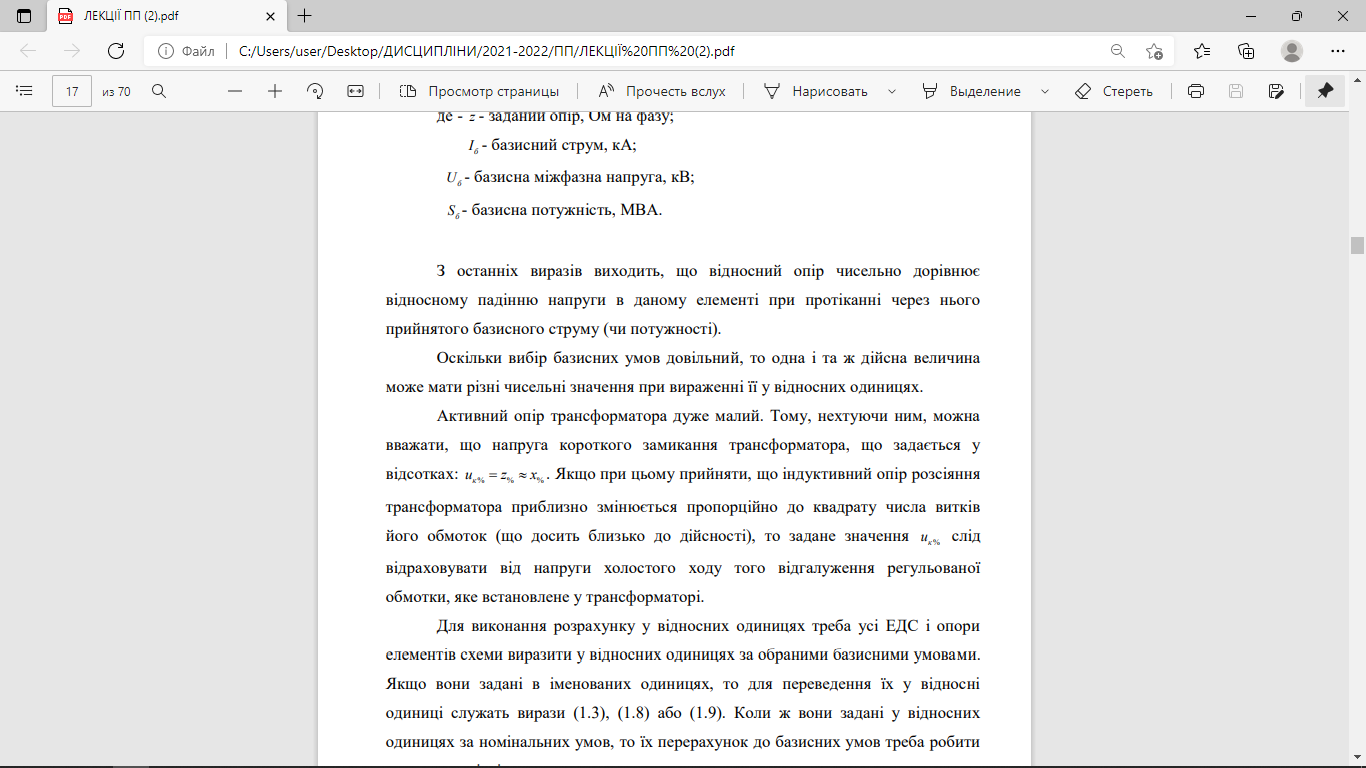 ЛЕКЦІЇ ПП (2).pdf
Файл C:/Users/user/Desktop/ДИСЦИПЛІНИ/2021-2022/ПП/ЛЕКЦІЇ%20ПП%20(2).pdf
17 из 70 Просмотр страницы Прочесть вслух Нарисовать Выделение Стереть
де - z - заданий опір, Ом на фазу;
I_б - базисний струм, кА;
U_б - базисна міжфазна напруга, кВ;
S_б - базисна потужність, МВА.
З останніх виразів виходить, що відносний опір чисельно дорівнює
відносному падінню напруги в даному елементі при протіканні через нього
прийнятого базисного струму (чи потужності).
Оскільки вибір базисних умов довільний, то одна і та ж дійсна величина
може мати різні чисельні значення при вираженні її у відносних одиницях.
Активний опір трансформатора дуже малий. Тому, нехтуючи ним, можна
вважати, що напруга короткого замикання трансформатора, що задається у
відсотках: u_к% = z_% ≈ x_%. Якщо при цьому прийняти, що індуктивний опір розсіяння
трансформатора приблизно змінюється пропорційно до квадрату числа витків
його обмоток (що досить близько до дійсності), то задане значення u_к% слід
відраховувати від напруги холостого ходу того відгалуження регульованої
обмотки, яке встановлене у трансформаторі.
Для виконання розрахунку у відносних одиницях треба усі ЕДС і опори
елементів схеми виразити у відносних одиницях за обраними базисними умовами.
Якщо вони задані в іменованих одиницях, то для переведення їх у відносні
одиниці служать вирази (1.3), (1.8) або (1.9). Коли ж вони задані у відносних
одиницях за номінальних умов, то їх перерахунок до базисних умов треба робити